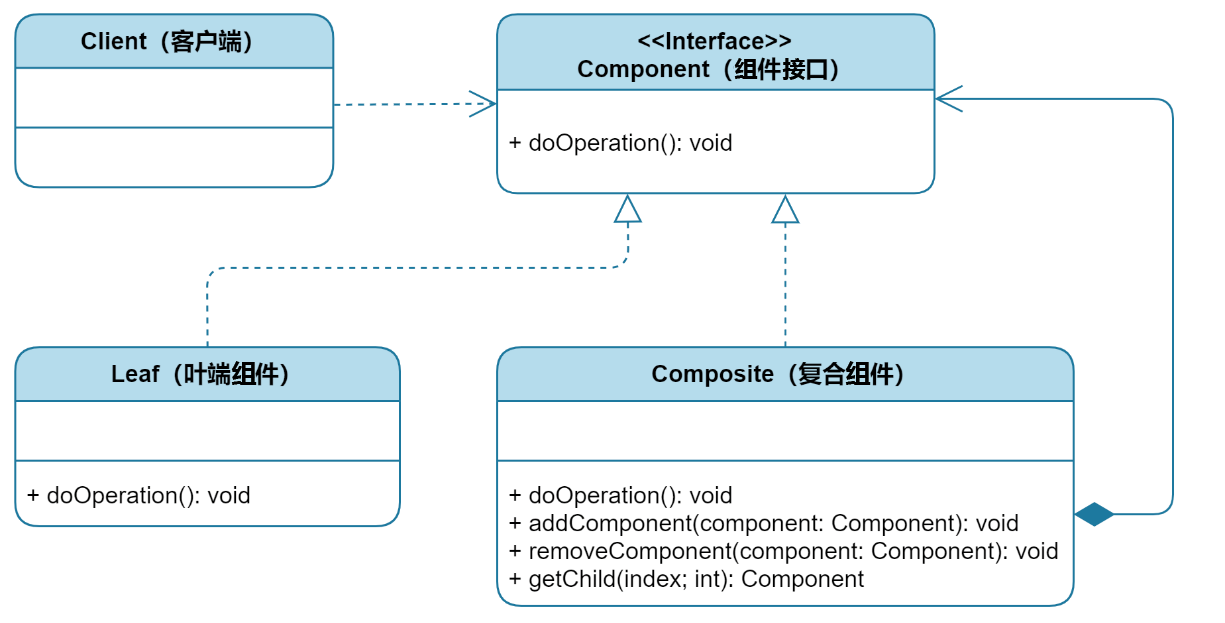 Client（客户端）
<<Interface>>
Component（组件接口）
+ doOperation(): void
Leaf（叶端组件）
+ doOperation(): void
Composite（复合组件）
+ doOperation(): void
+ addComponent(component: Component): void
+ removeComponent(component: Component): void
+ getChild(index; int): Component